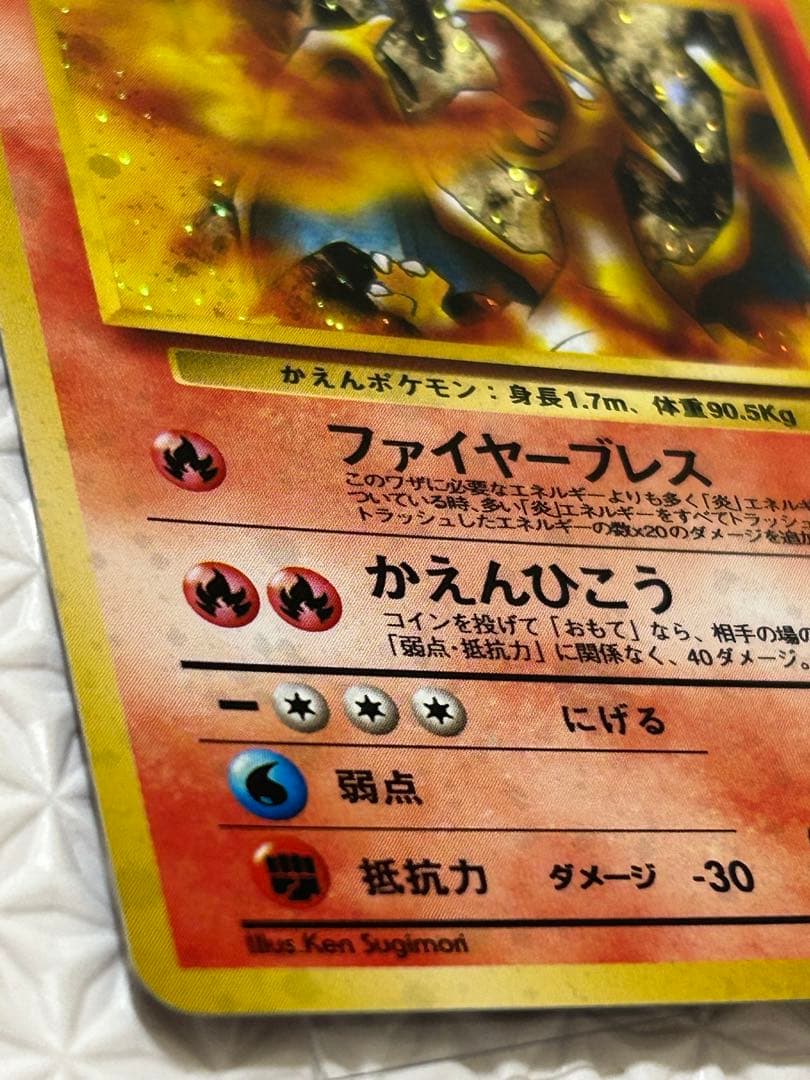 かえんポケモン：身長1.7m、体重90.5Kg
ファイヤーブレス
このワザに必要なエネルギーよりも多く「炎」エネルギ
ついている時、多い「炎」エネルギーをすべてトラッシ
トラッシュしたエネルギーの数x20のダメージを追加
かえんひこう
コインを投げて「おもて」なら、相手の場の
「弱点・抵抗力」に関係なく、40ダメージ。
にげる
弱点
抵抗力 ダメージ -30
Illus. Ken Sugimori